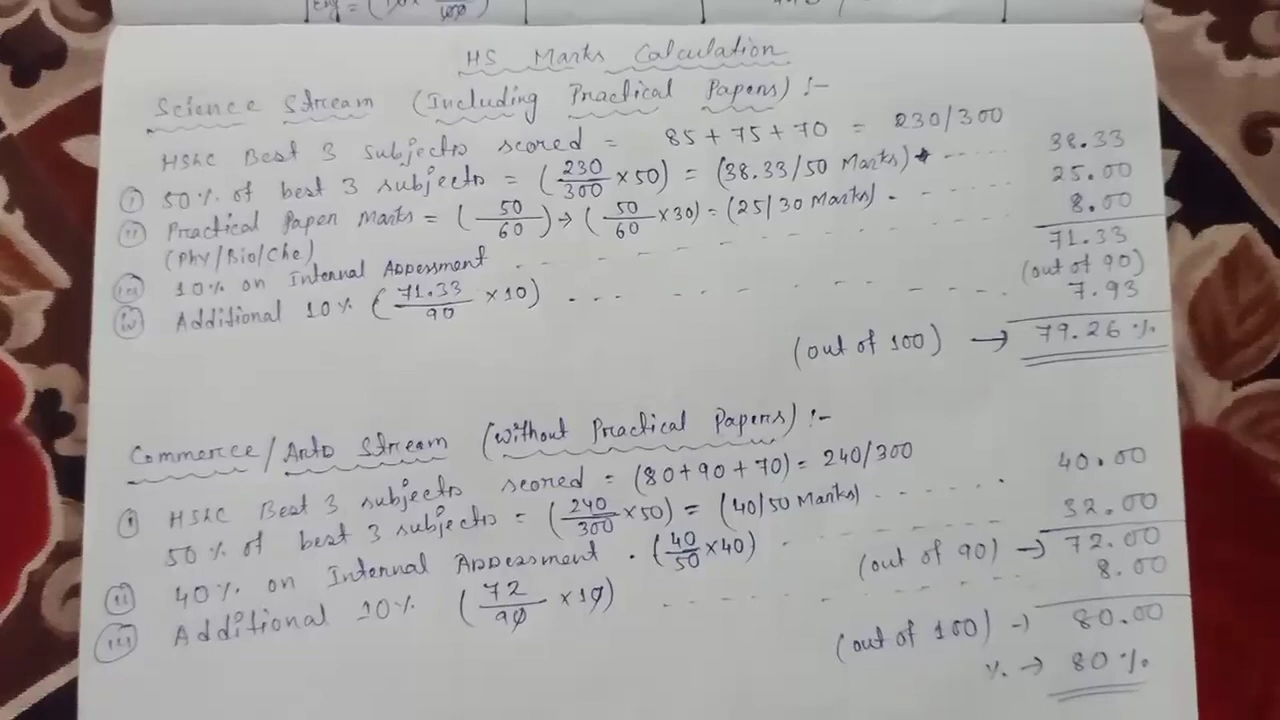 HS Marks Calculation
Science Stream (Including Practical Papers) :-
HSLC Best 3 subjects scored = 85+75+70 = 230/300
(i) 50% of best 3 subjects = (230/300 ×50) = (38.33/50 Marks) ----- 38.33
(ii) Practical Paper Marks = (50/60) → (50/60 ×30) = (25/30 Marks) . - ------ 25.00
(Phy/Bio/Che)
(iii) 10% on Internal Assessment ... - - - - - - - - 8.00
71.33
(out of 90)
(iv) Additional 10% (71.33/90 ×10) ... - - - - - - - 7.93
(out of 100) → 79.26%
Commerce/Arts Stream (Without Practical Papers) :-
HSLC Best 3 subjects scored = (80+90+70) = 240/300
(i) 50% of best 3 subjects = (240/300 ×50) = (40/50 Marks) ------. 40.00
(ii) 40% on Internal Assessment . (40/50 ×40) - - - - - - 32.00
(out of 90) → 72.00
(iii) Additional 10% (72/90 ×10) - - - - - - - - 8.00
(out of 100) → 80.00
% → 80%